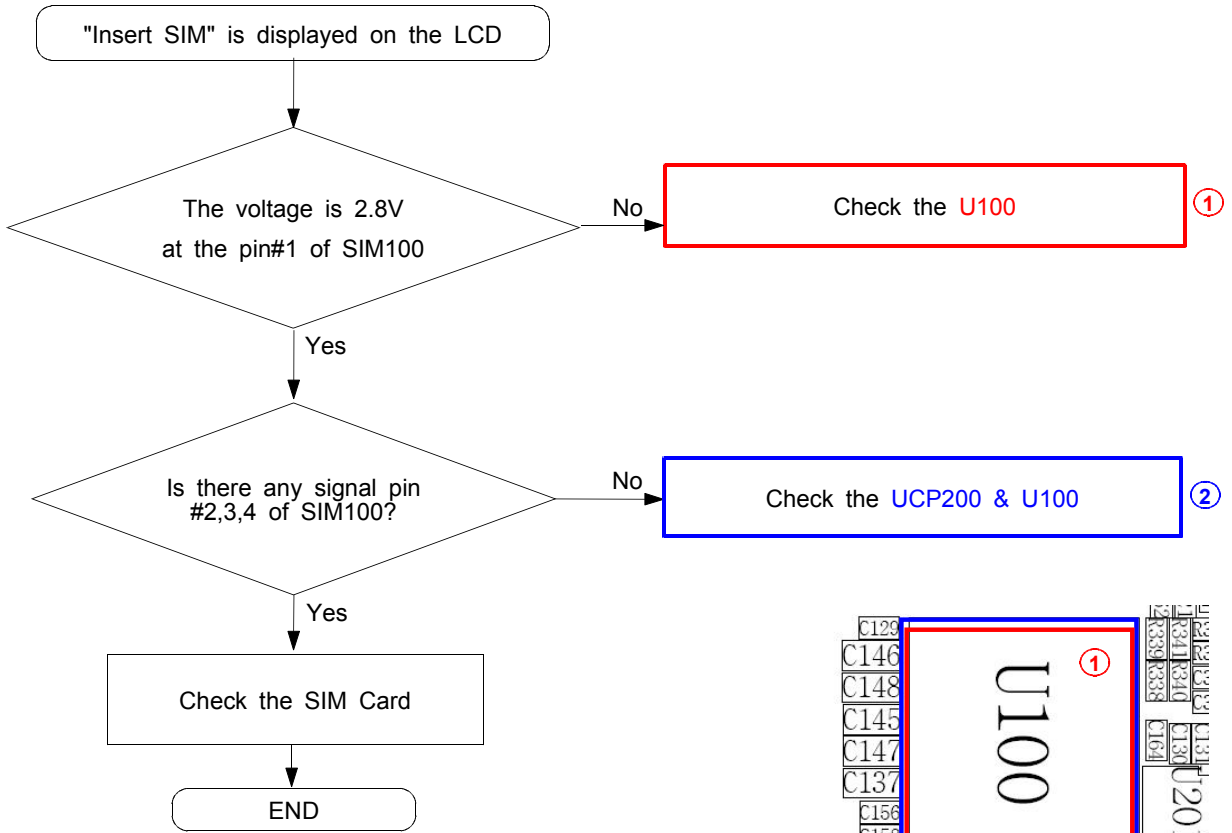 "Insert SIM" is displayed on the LCD
The voltage is 2.8V
at the pin#1 of SIM100
No
Check the U100
1
Yes
Is there any signal pin
#2,3,4 of SIM100?
No
Check the UCP200 & U100
2
Yes
Check the SIM Card
END
C129
C146
C148
C145
C147
C137
C156
U100
1
R339
R341
R338
R340
C164
C130
C131
U20